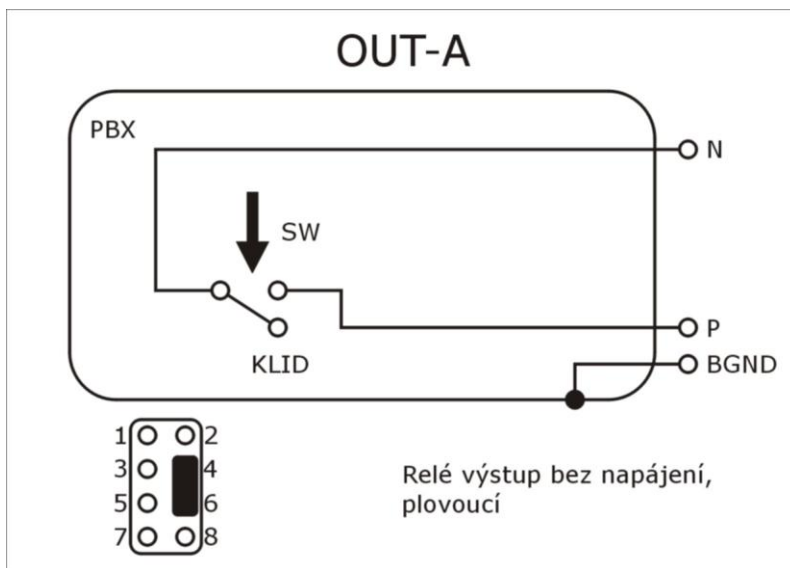 OUT-A
PBX
N
SW
P
KLID
BGND
1 2
3 4
5 6
7 8
Relé výstup bez napájení,
plovoucí